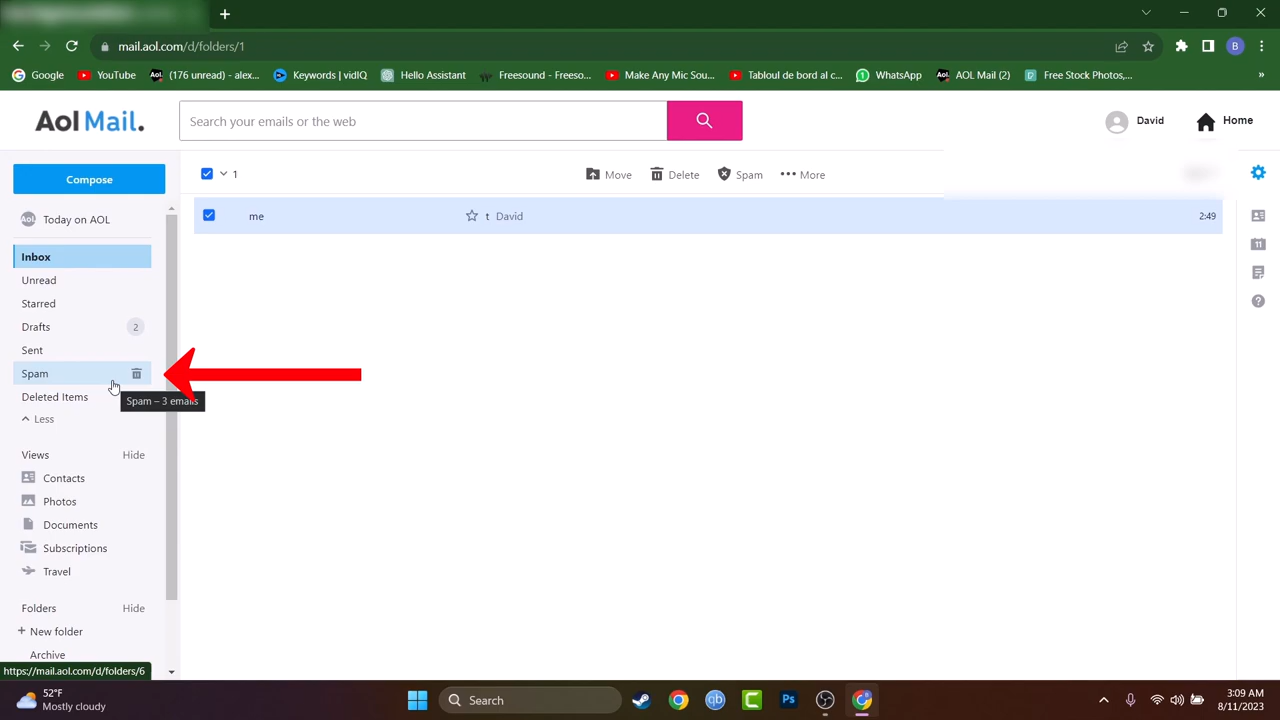 mail.aol.com/d/folders/1
Google YouTube (176 unread) - alex... Keywords | vidIQ Hello Assistant Freesound - Freeso... Make Any Mic Sou... Tabloul de bord al c... WhatsApp AOL Mail (2) Free Stock Photos,... »
Aol Mail. Search your emails or the web David Home
Compose 1 Move Delete Spam More
Today on AOL
me t David 2:49
Inbox
Unread
Starred
Drafts 2
Sent
Spam
Spam – 3 emails
Deleted Items
Less
Views Hide
Contacts
Photos
Documents
Subscriptions
Travel
Folders Hide
+ New folder
Archive
https://mail.aol.com/d/folders/6
52°F
Mostly cloudy
Search
3:09 AM
8/11/2023